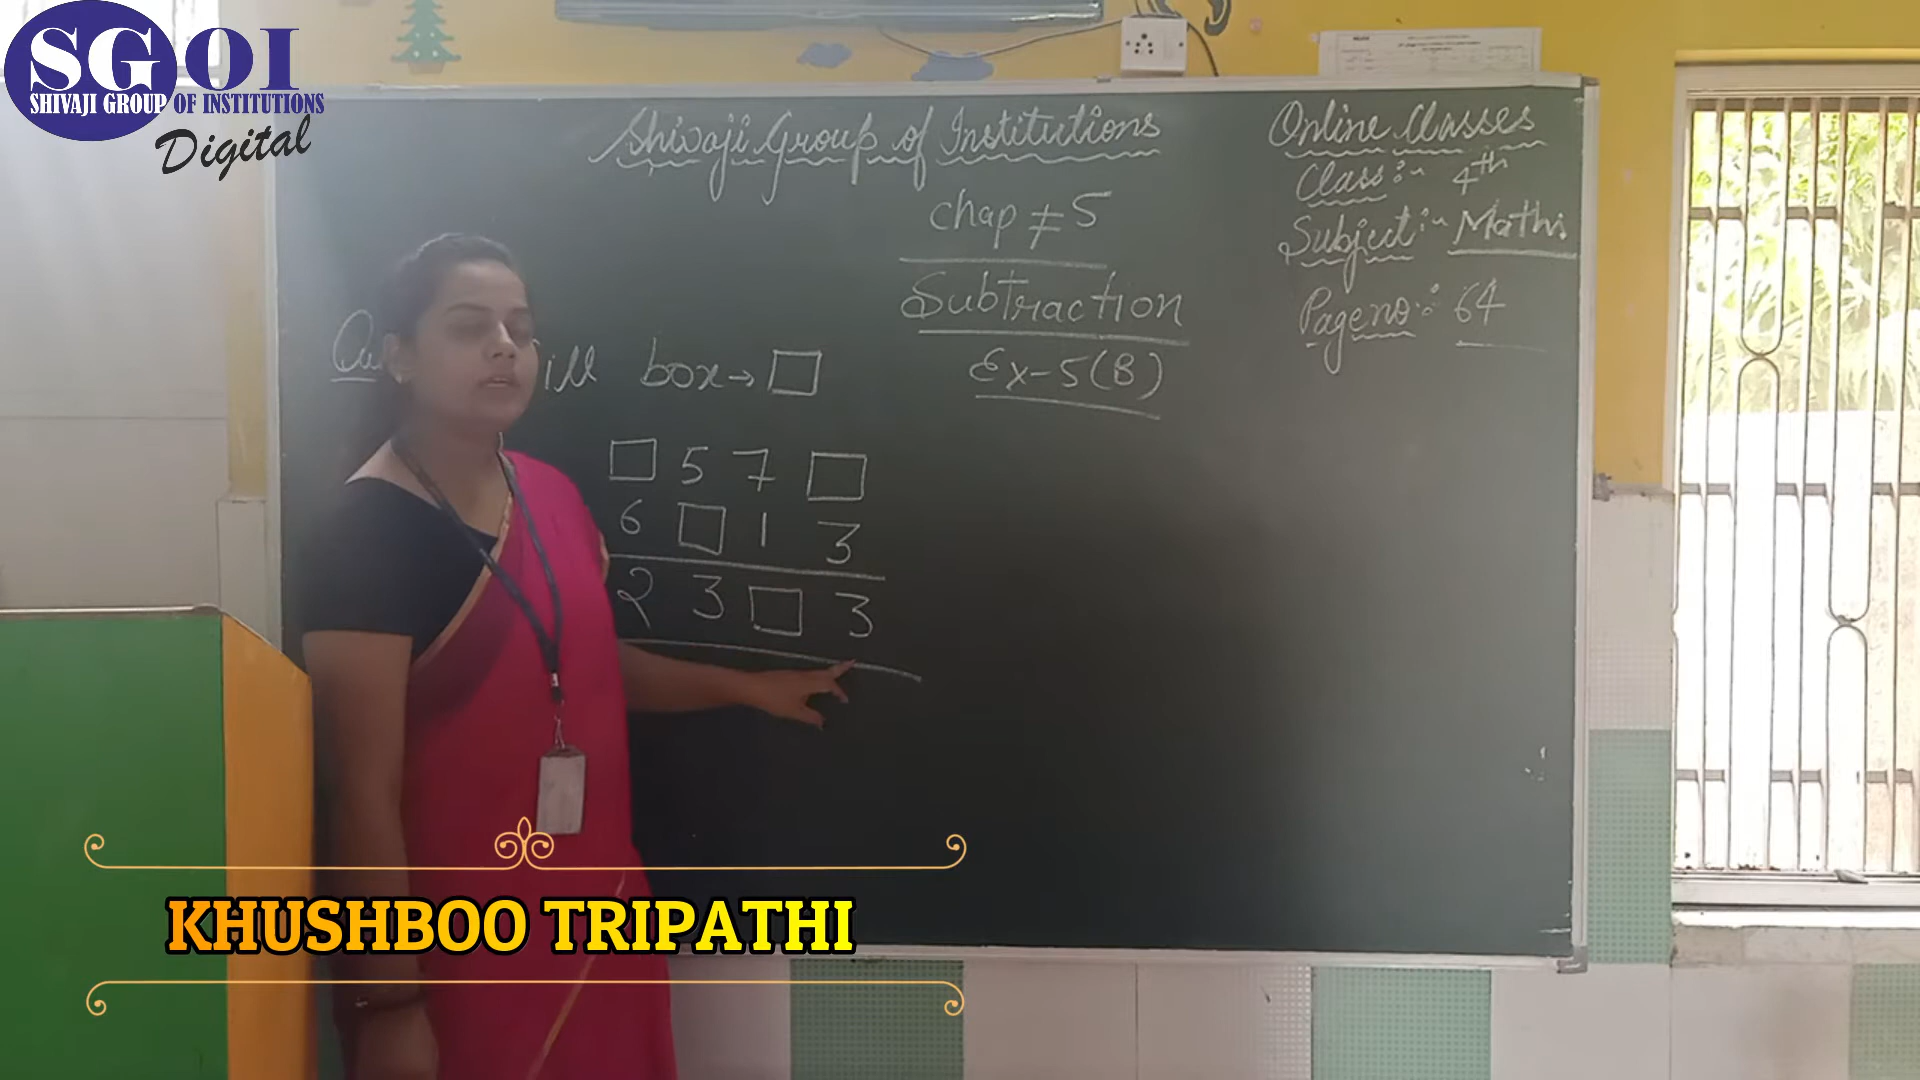 SGOI
SHIVAJI GROUP OF INSTITUTIONS
Digital
Shivaji Group of Institutions
Online Classes
Class:- 4th
Subject:- Maths
Page no:- 64
chap ≠ 5
Subtraction
Ex-5(B)
ill box→□
□ 5 7 □
6 □ 1 3
2 3 □ 3
KHUSHBOO TRIPATHI